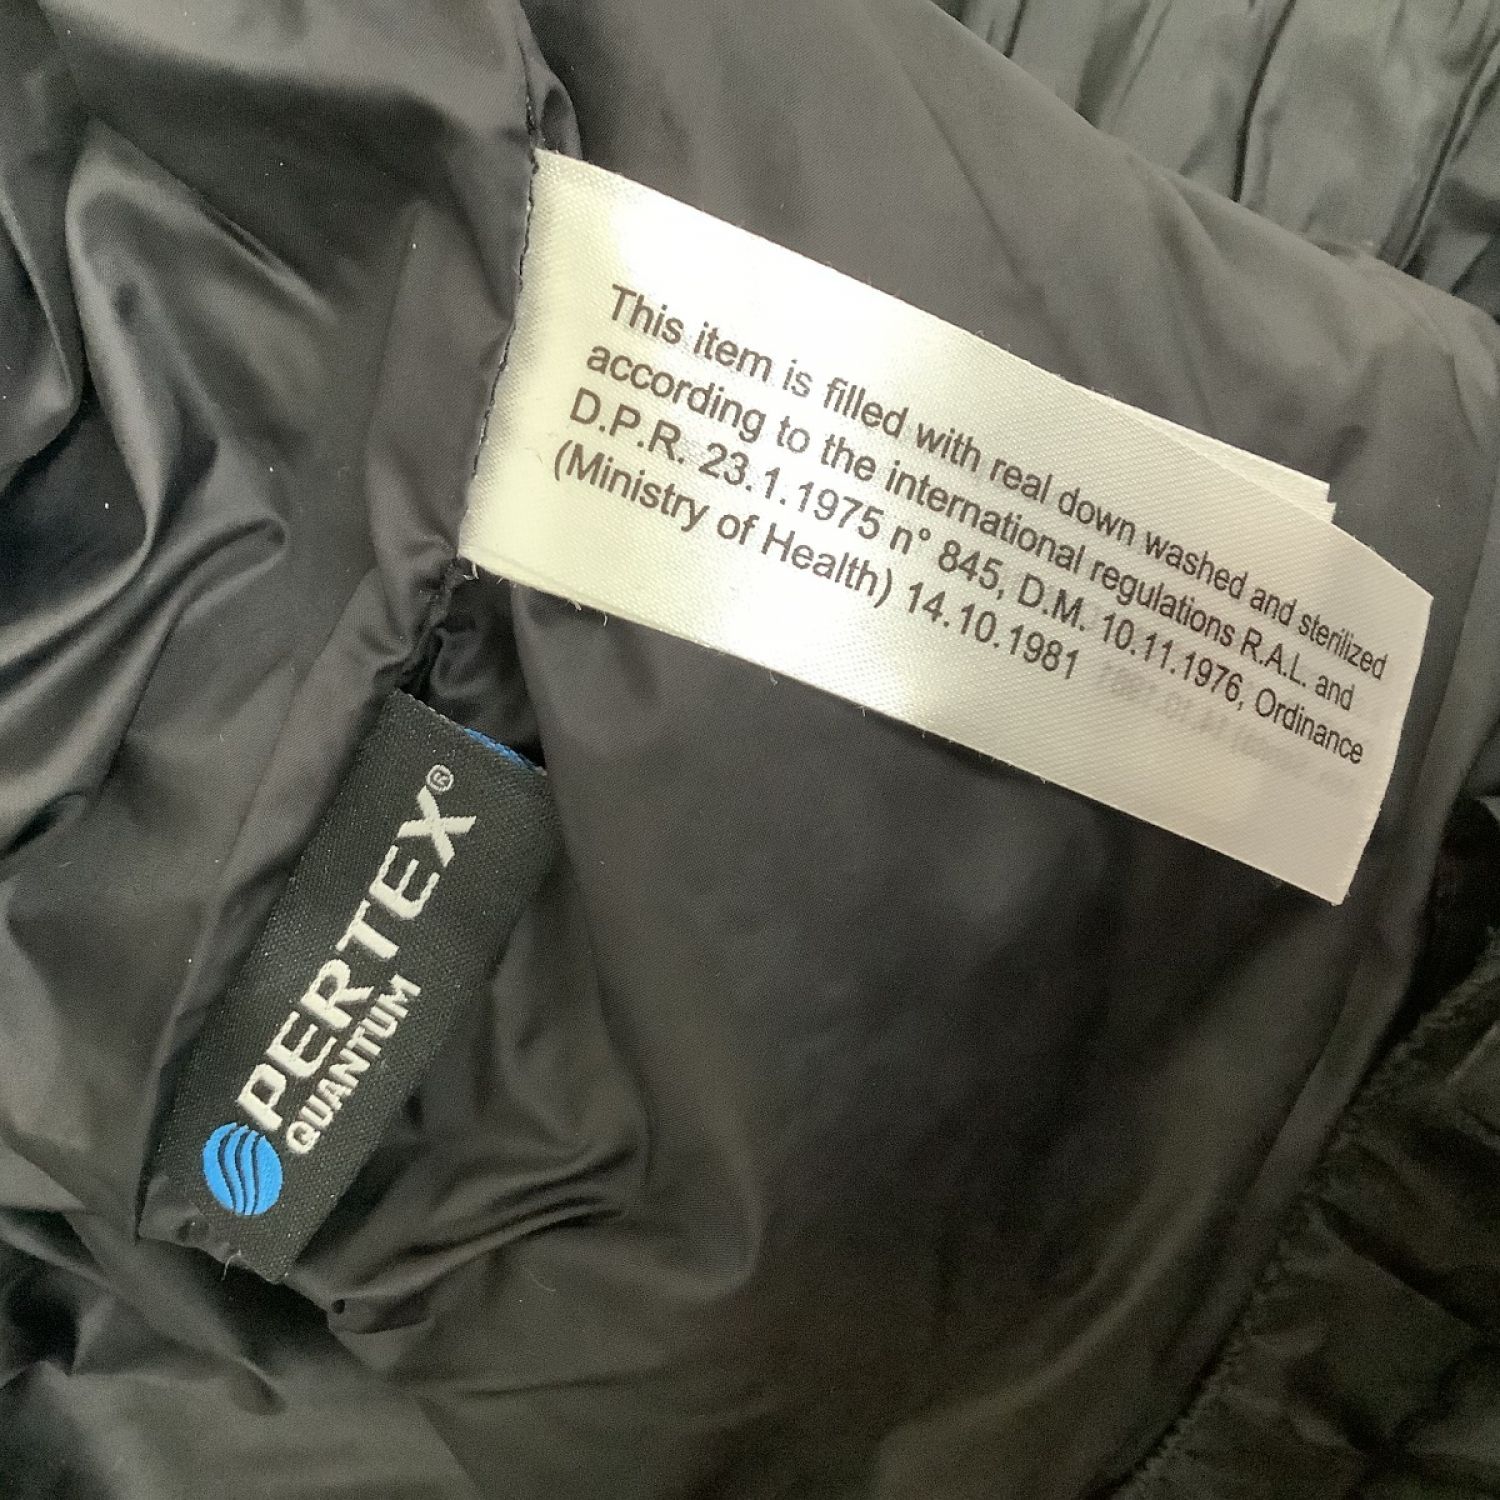 This item is filled with real down washed and sterilized
according to the international regulations R.A.L. and
D.P.R. 23.1.1975 n° 845, D.M. 10.11.1976, Ordinance
(Ministry of Health) 14.10.1981
PERTEX®
QUANTUM